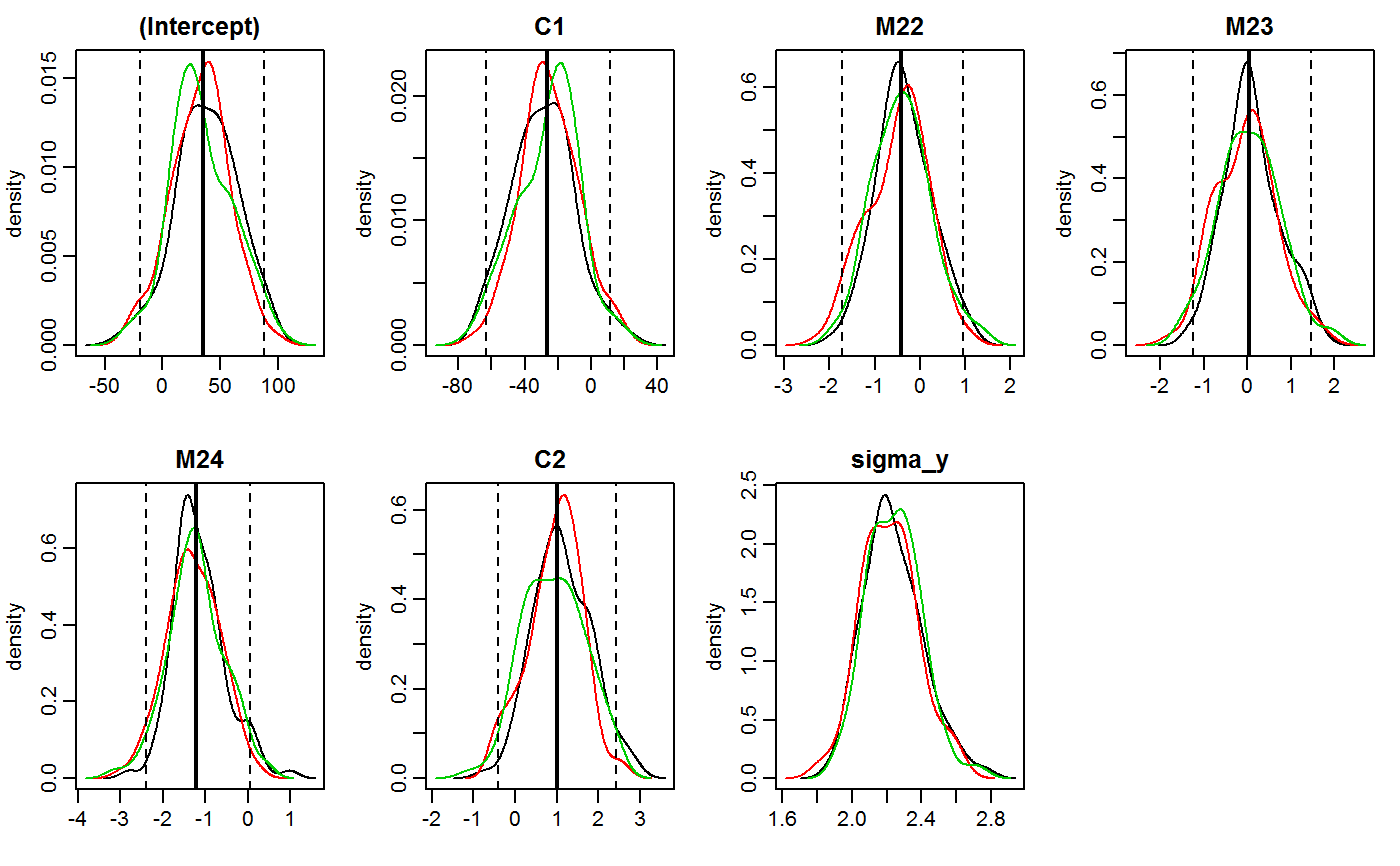 (Intercept) C1 M22 M23
density 0.000 0.005 0.010 0.015 -50 0 50 100
density 0.000 0.010 0.020 -80 -40 0 40
density 0.0 0.2 0.4 0.6 -3 -2 -1 0 1 2
density 0.0 0.2 0.4 0.6 -2 -1 0 1 2
M24 C2 sigma_y
density 0.0 0.2 0.4 0.6 -4 -3 -2 -1 0 1
density 0.0 0.2 0.4 0.6 -2 -1 0 1 2 3
density 0.0 0.5 1.0 1.5 2.0 2.5 1.6 2.0 2.4 2.8